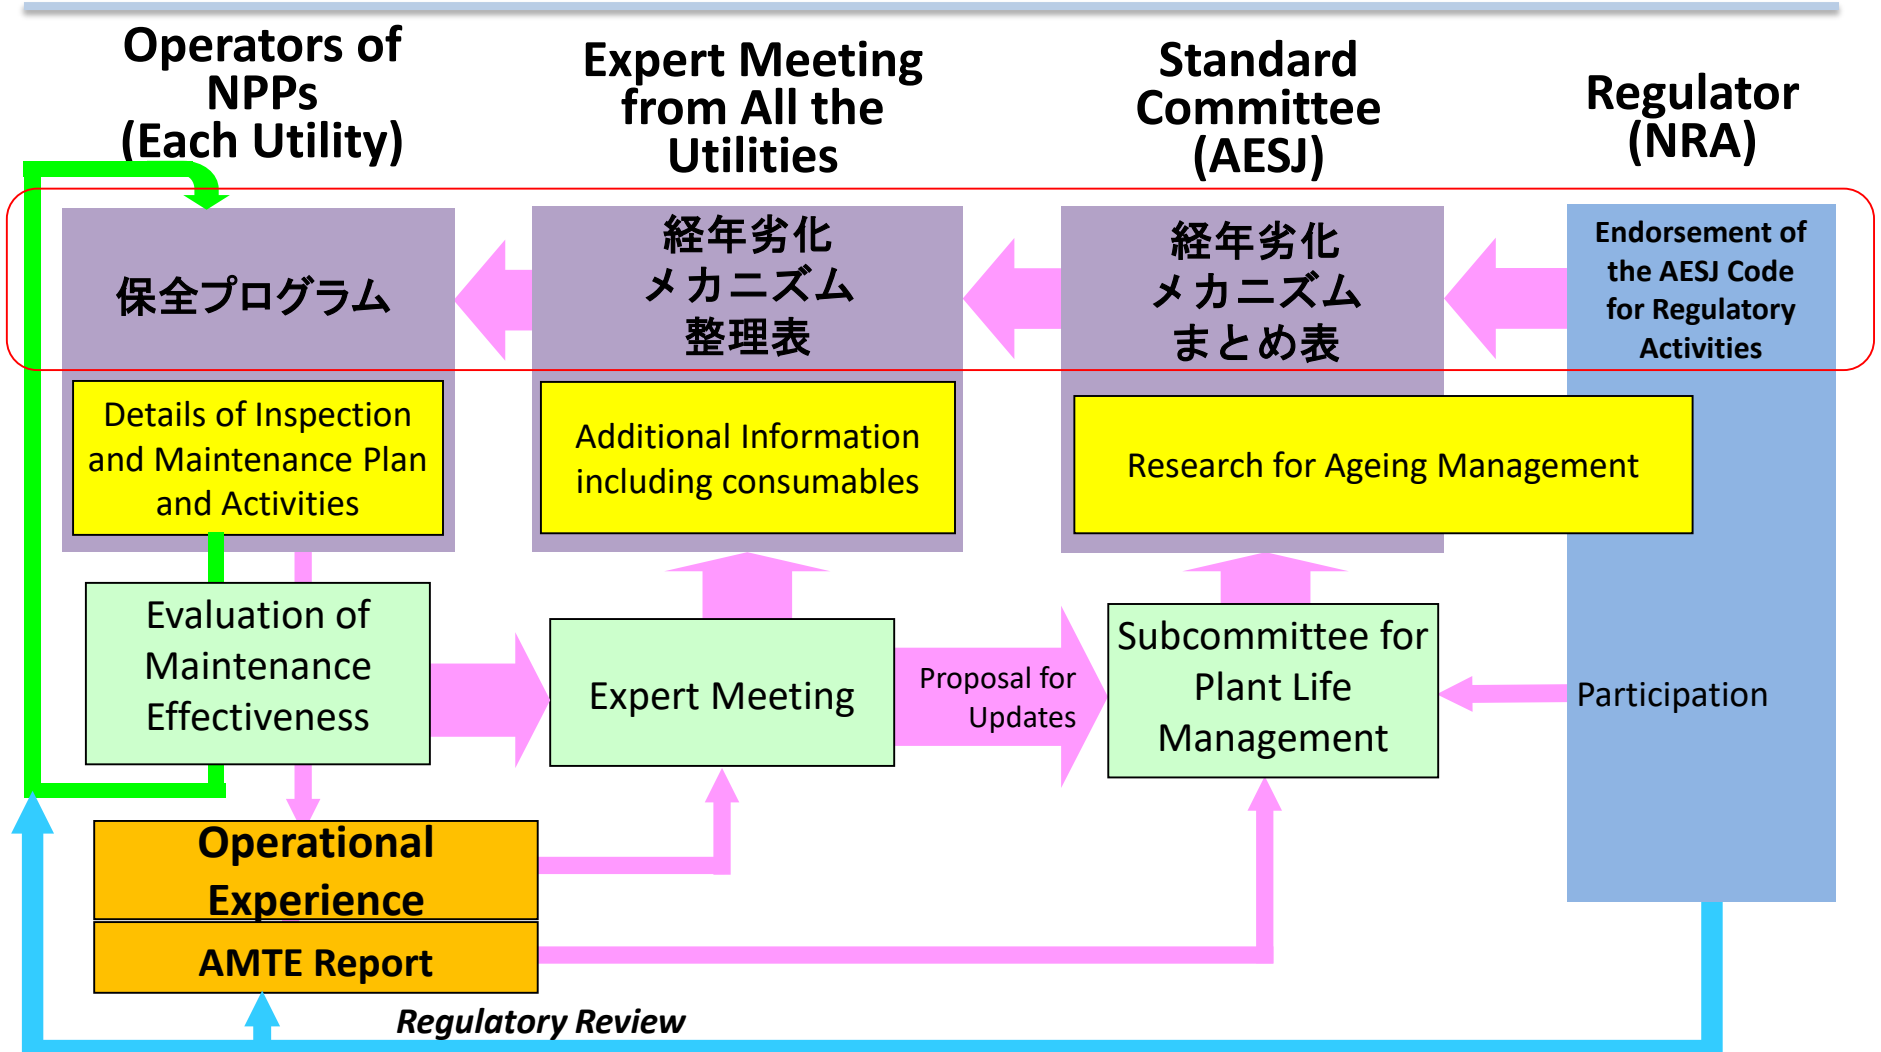 Operators of
NPPs
(Each Utility)
Expert Meeting
from All the
Utilities
Standard
Committee
(AESJ)
Regulator
(NRA)
保全プログラム
経年劣化
メカニズム
整理表
経年劣化
メカニズム
まとめ表
Endorsement of
the AESJ Code
for Regulatory
Activities
Details of Inspection
and Maintenance Plan
and Activities
Additional Information
including consumables
Research for Ageing Management
Evaluation of
Maintenance
Effectiveness
Expert Meeting
Proposal for
Updates
Subcommittee for
Plant Life
Management
Participation
Operational
Experience
AMTE Report
Regulatory Review